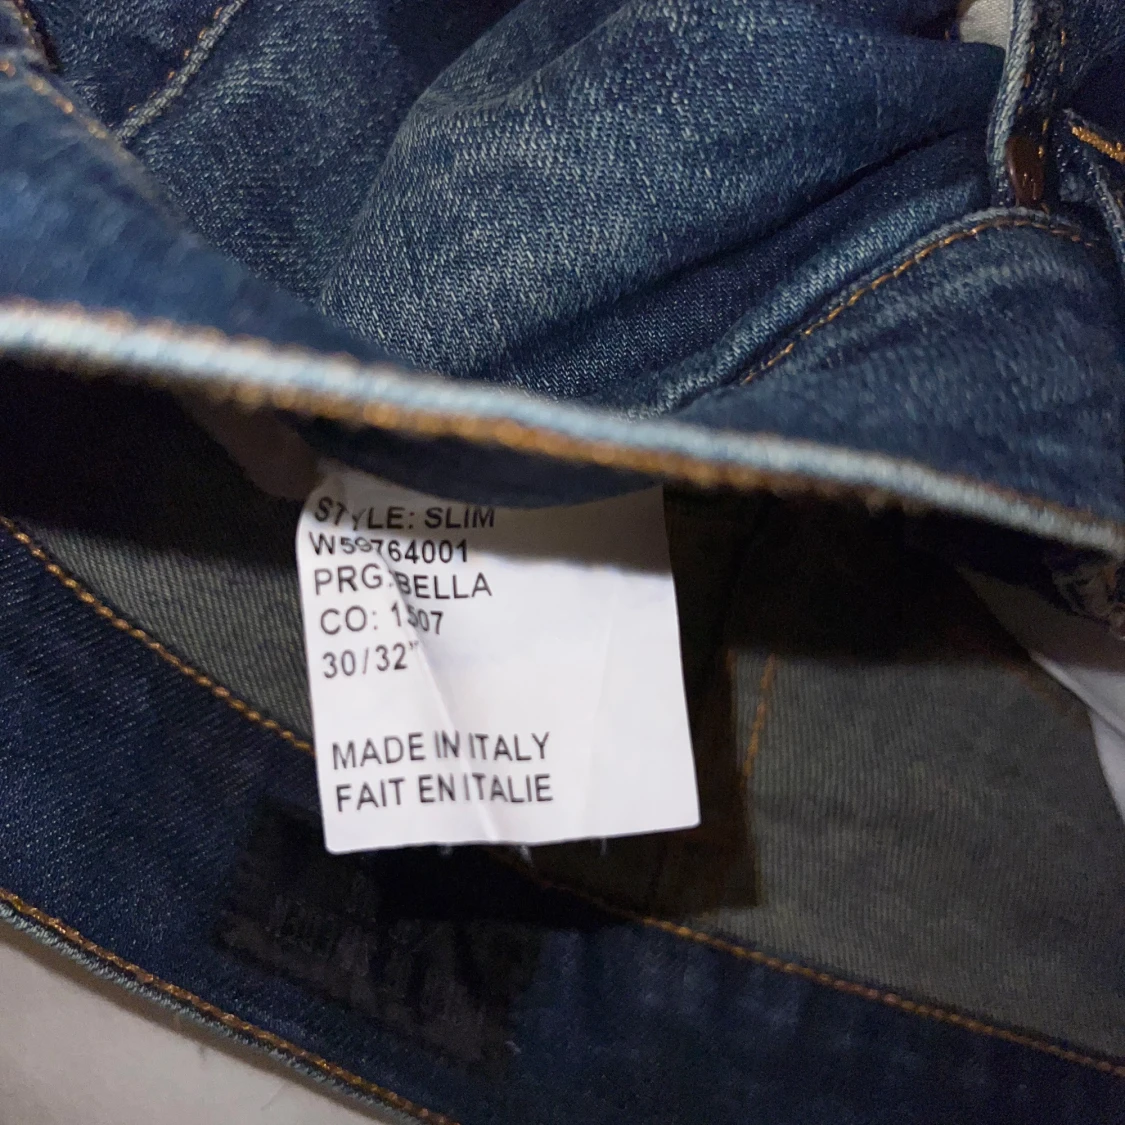 STYLE: SLIM
W59764001
PRG:BELLA
CO: 1507
30/32"
MADE IN ITALY
FAIT EN ITALIE